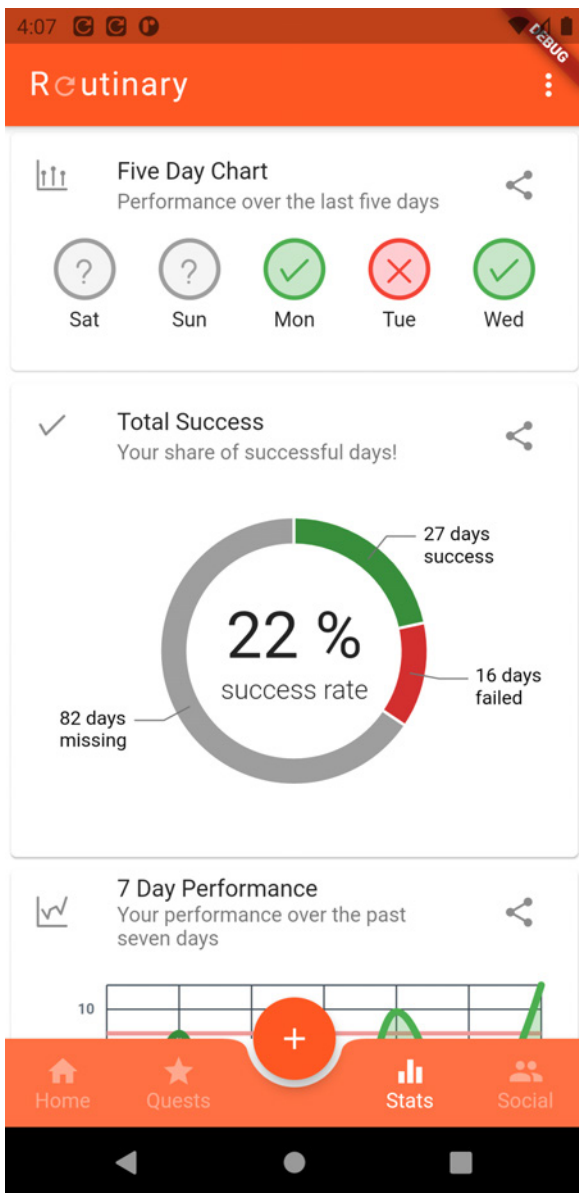 4:07
DEBUG
Routinary
Five Day Chart
Performance over the last five days
? ?
Sat Sun Mon Tue Wed
Total Success
Your share of successful days!
27 days
success
22 %
success rate
16 days
failed
82 days
missing
7 Day Performance
Your performance over the past
seven days
10
+
Home Quests Stats Social